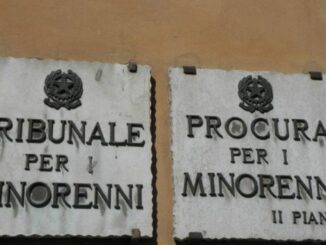 RIBUNALE
PER I
INORENNI
PROCURA
PER I
MINORENN
II PIAN